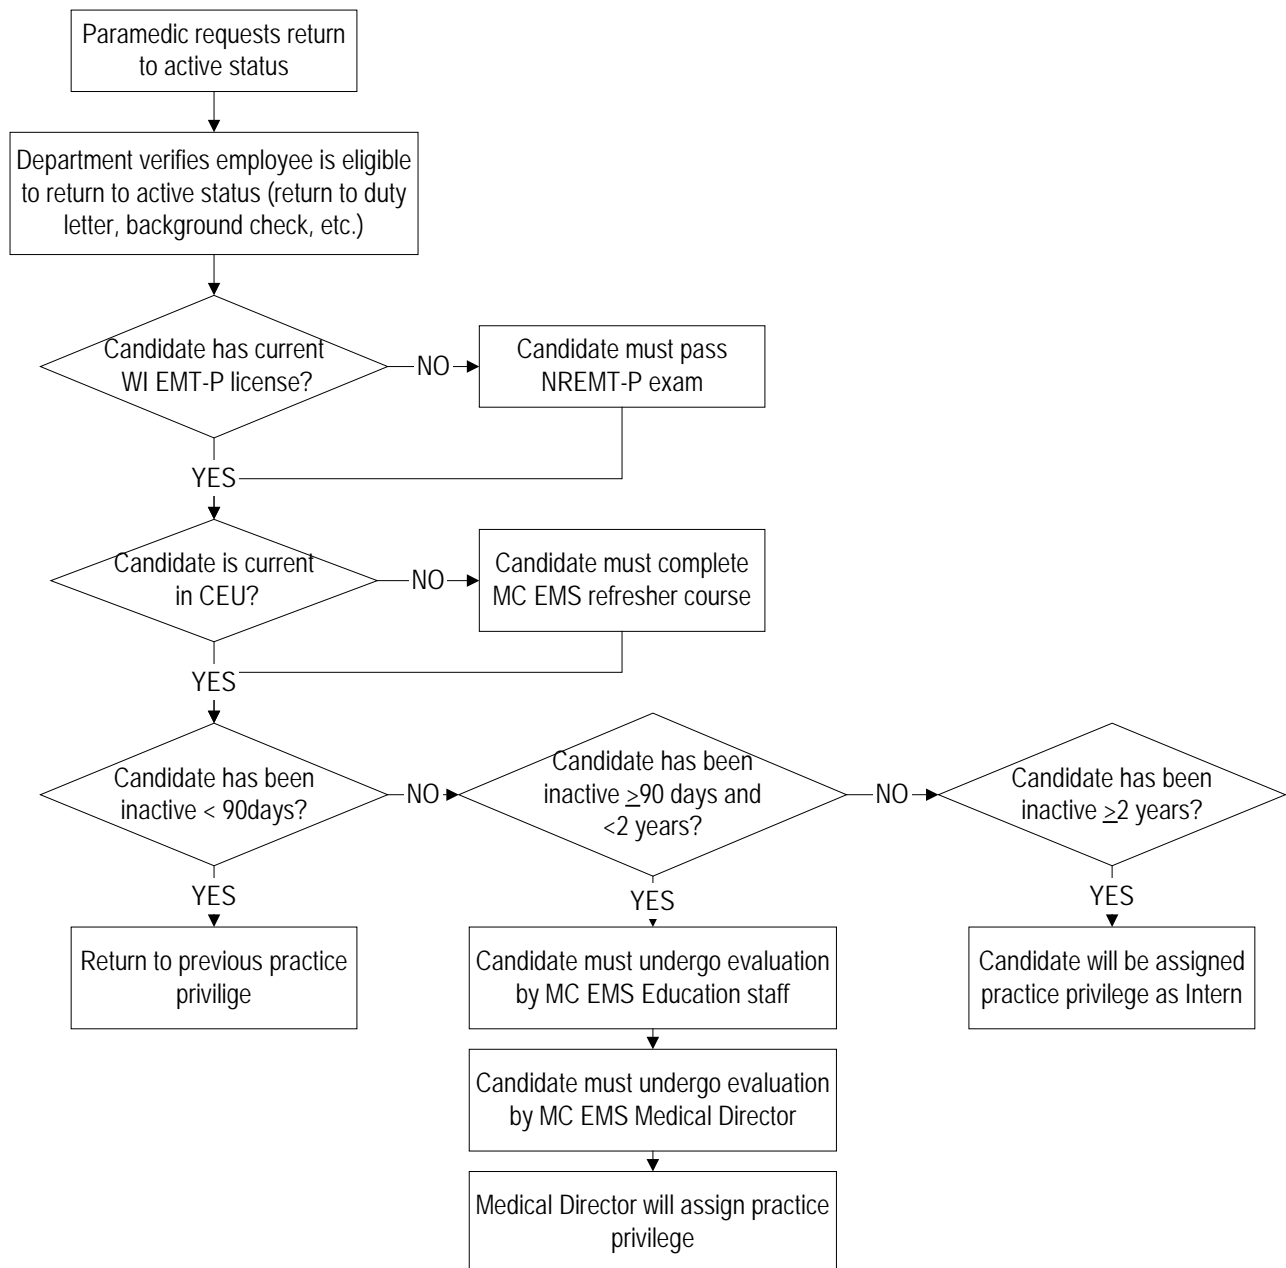 Paramedic requests return
to active status
Department verifies employee is eligible
to return to active status (return to duty
letter, background check, etc.)
Candidate has current
WI EMT-P license?
NO
Candidate must pass
NREMT-P exam
YES
Candidate is current
in CEU?
NO
Candidate must complete
MC EMS refresher course
YES
Candidate has been
inactive < 90days?
NO
Candidate has been
inactive ≥90 days and
<2 years?
NO
Candidate has been
inactive ≥2 years?
YES
YES
YES
Return to previous practice
privilige
Candidate must undergo evaluation
by MC EMS Education staff
Candidate will be assigned
practice privilege as Intern
Candidate must undergo evaluation
by MC EMS Medical Director
Medical Director will assign practice
privilege